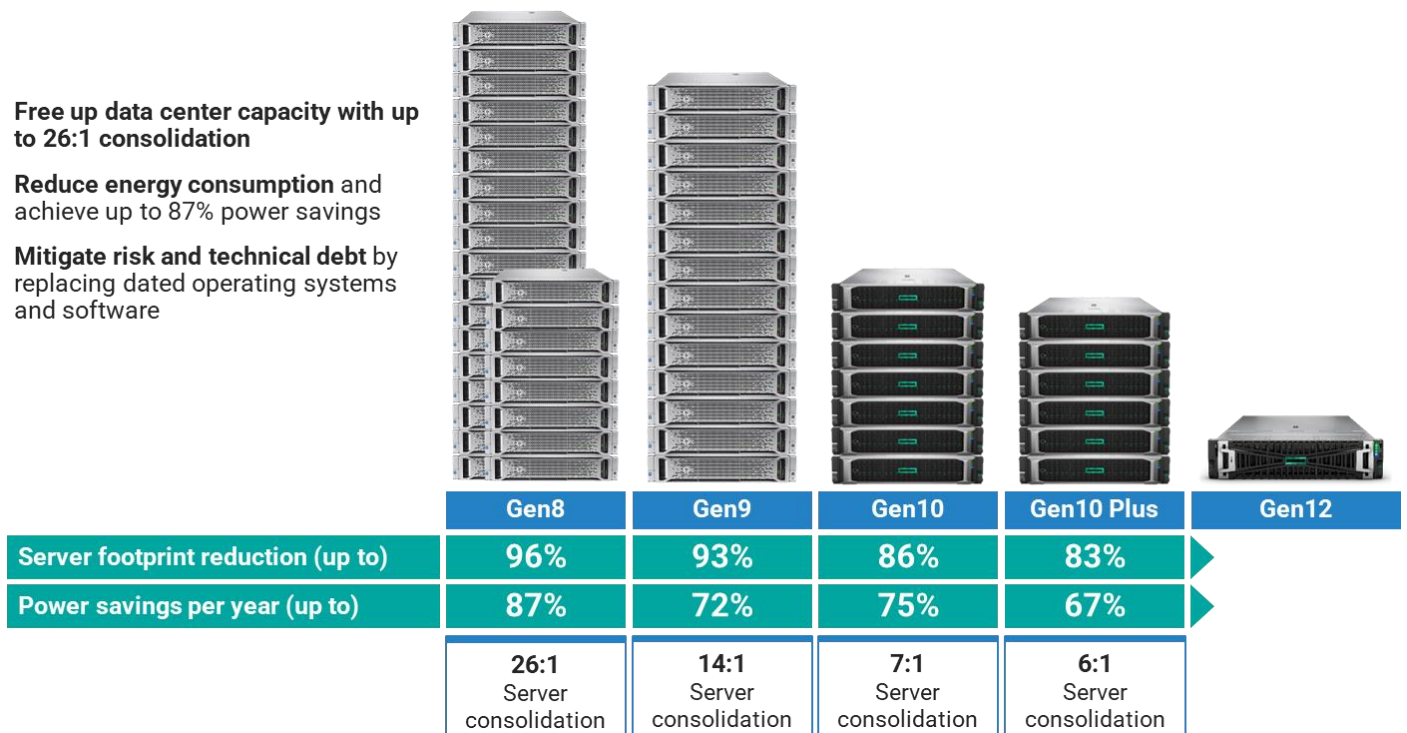 Free up data center capacity with up
to 26:1 consolidation
Reduce energy consumption and
achieve up to 87% power savings
Mitigate risk and technical debt by
replacing dated operating systems
and software
Gen8 Gen9 Gen10 Gen10 Plus Gen12
Server footprint reduction (up to) 96% 93% 86% 83%
Power savings per year (up to) 87% 72% 75% 67%
26:1 14:1 7:1 6:1
Server Server Server Server
consolidation consolidation consolidation consolidation